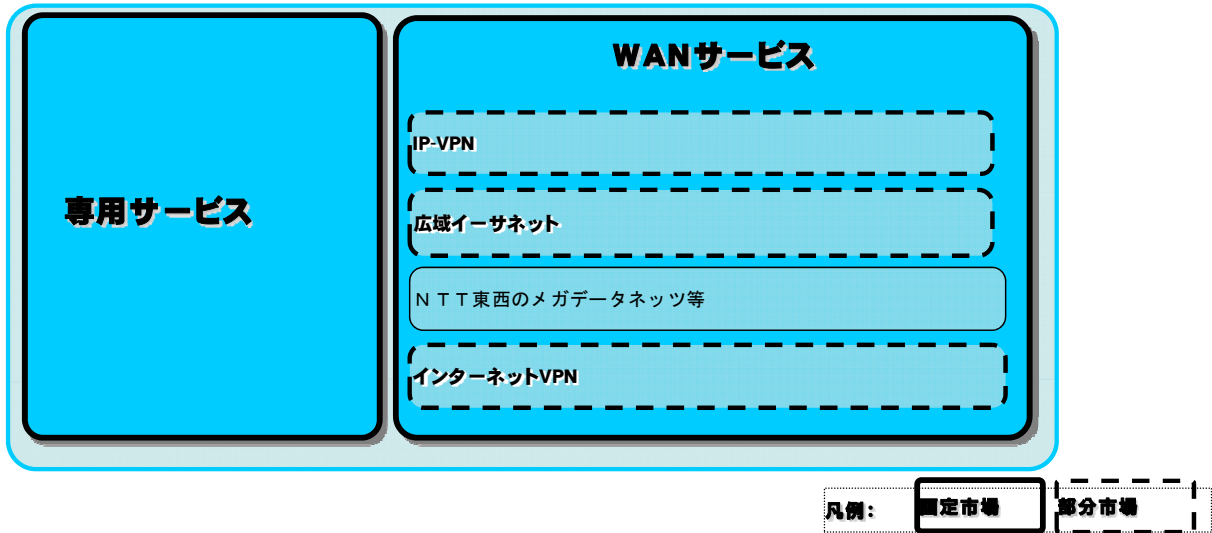 WANサービス
専用サービス
IP-VPN
広域イーサネット
NTT東西のメガデータネッツ等
インターネットVPN
凡例:
画定市場
部分市場